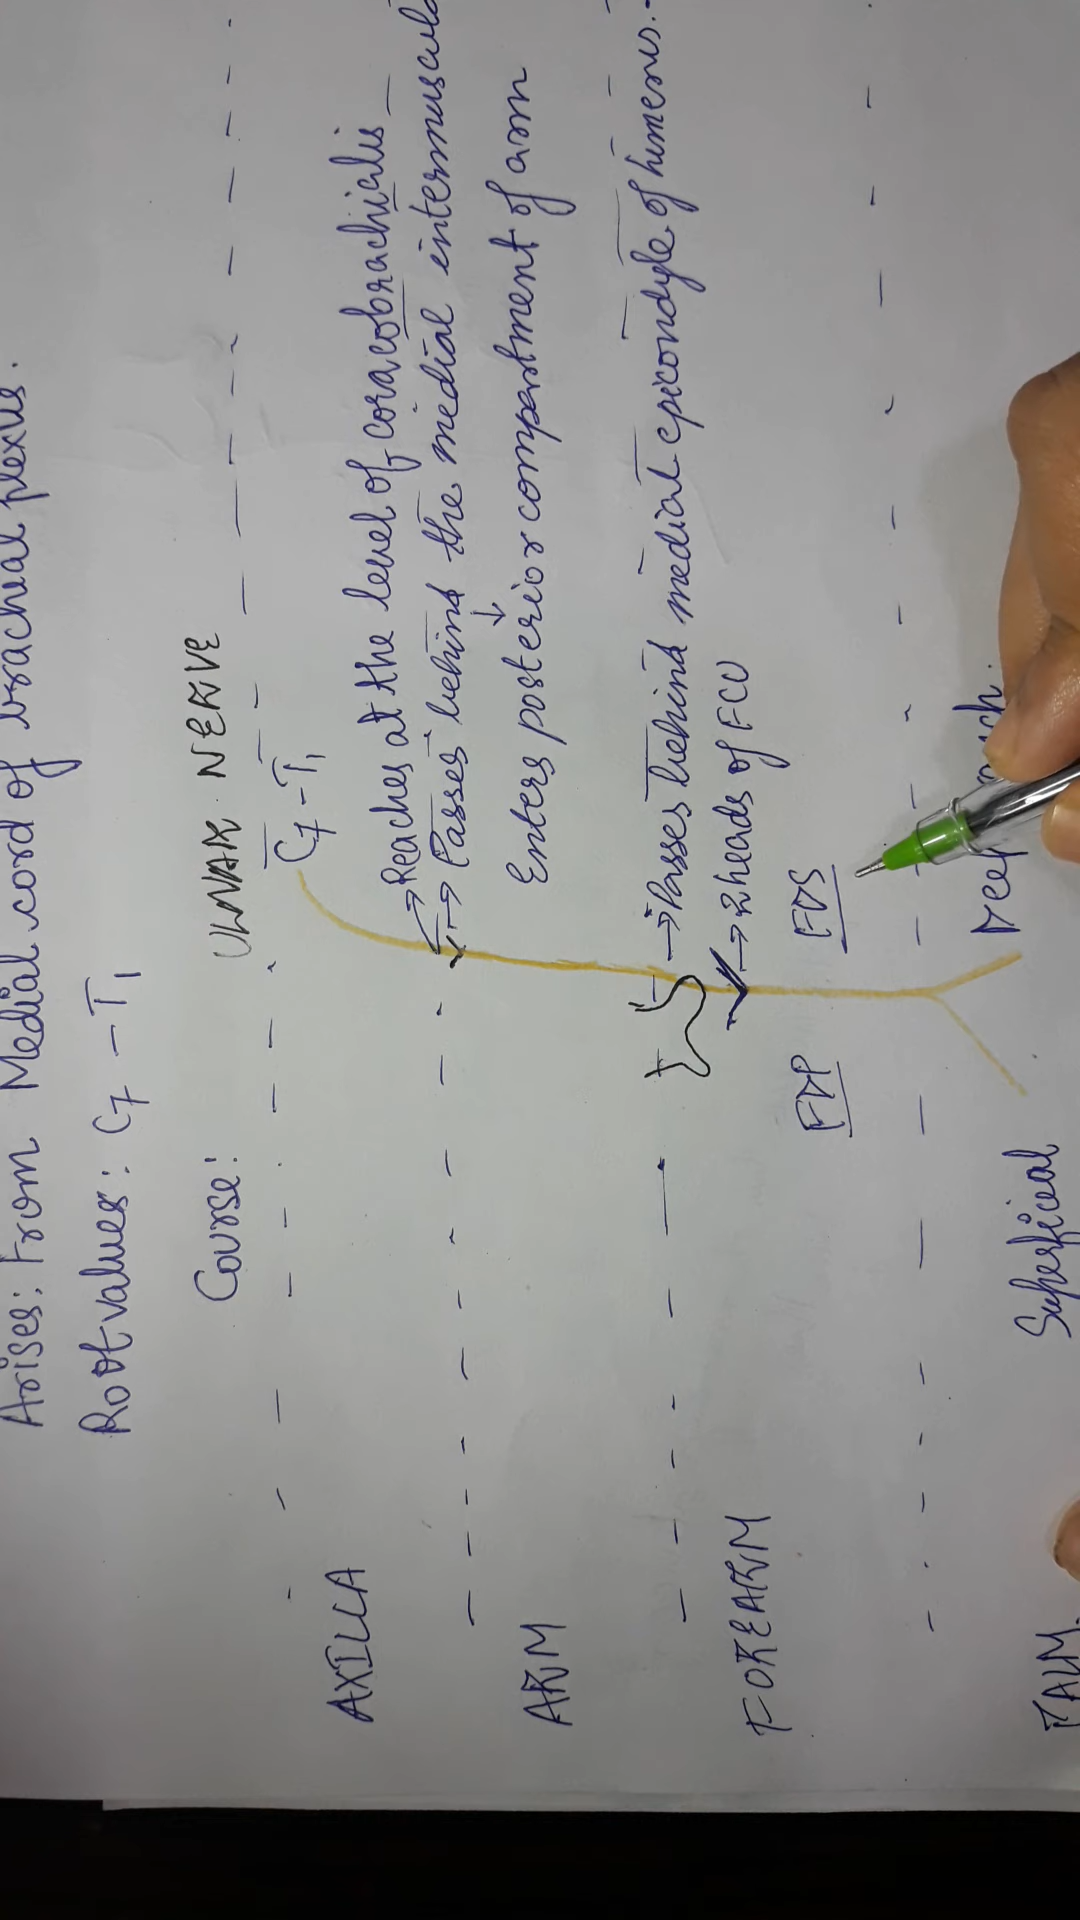 Arises: From Medial cord of brachial plexus.
Root values: C7 - T1
Course: ULNAR NERVE
C7 - T1
AXILLA
→ Reaches at the level of coracobrachialis
→ Passes behind the medial
ARM
↓
Enters posterior compartment of arm
→ Passes behind medial epicondyle of humerus.
FOREARM
→ 2 heads of FCU
FDP FDS
Deep
PALM.
Superficial